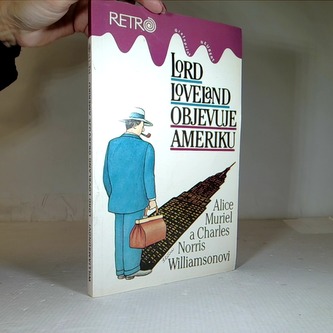 RETRO
LORD
LOVELAND
OBJEVUJE
AMERIKU
Alice
Muriel
a Charles
Norris
Williamsonovi